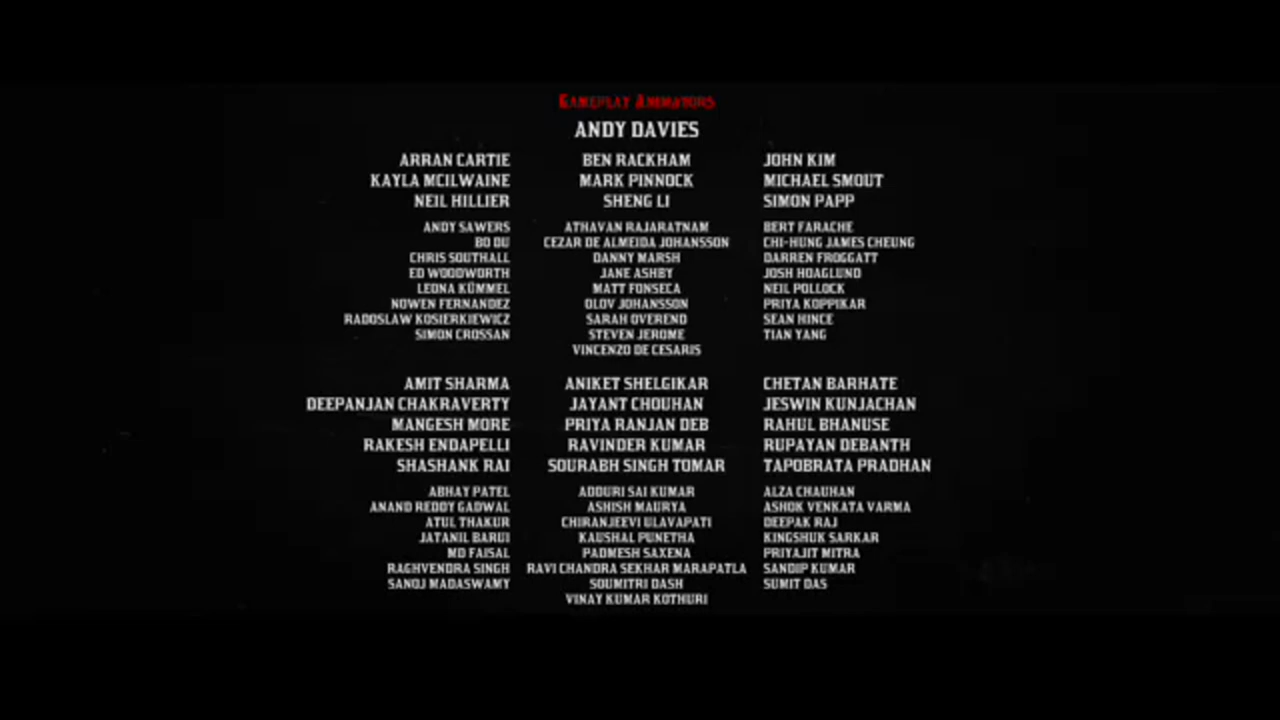 GAMEPLAY ANIMATORS
ANDY DAVIES
ARRAN CARTIE BEN RACKHAM JOHN KIM
KAYLA MCILWAINE MARK PINNOCK MICHAEL SMOUT
NEIL HILLIER SHENG LI SIMON PAPP
ANDY SAWERS ATHAVAN RAJARATNAM BERT FARACHE
BO DU CEZAR DE ALMEIDA JOHANSSON CHI-HUNG JAMES CHEUNG
CHRIS SOUTHALL DANNY MARSH DARREN FROGGATT
ED WOODWORTH JANE ASHBY JOSH HOAGLUND
LEONA KÜMMEL MATT FONSECA NEIL POLLOCK
NOWEN FERNANDEZ OLOV JOHANSSON PRIYA KOPPIKAR
RADOSLAW KOSIERKIEWICZ SARAH OVEREND SEAN HINCE
SIMON CROSSAN STEVEN JEROME TIAN YANG
VINCENZO DE CESARIS
AMIT SHARMA ANIKET SHELGIKAR CHETAN BARHATE
DEEPANJAN CHAKRAVERTY JAYANT CHOUHAN JESWIN KUNJACHAN
MANGESH MORE PRIYA RANJAN DEB RAHUL BHANUSE
RAKESH ENDAPELLI RAVINDER KUMAR RUPAYAN DEBANTH
SHASHANK RAI SOURABH SINGH TOMAR TAPOBRATA PRADHAN
ABHAY PATEL ADDURI SAI KUMAR ALZA CHAUHAN
ANAND REDDY GADWAL ASHISH MAURYA ASHOK VENKATA VARMA
ATUL THAKUR CHIRANJEEVI ULAVAPATI DEEPAK RAJ
JATANIL BARUI KAUSHAL PUNETHA KINGSHUK SARKAR
MD FAISAL PADMESH SAXENA PRIYAJIT MITRA
RAGHVENDRA SINGH RAVI CHANDRA SEKHAR MARAPATLA SANDIP KUMAR
SANOJ MADASWAMY SOUMITRI DASH SUMIT DAS
VINAY KUMAR KOTHURI